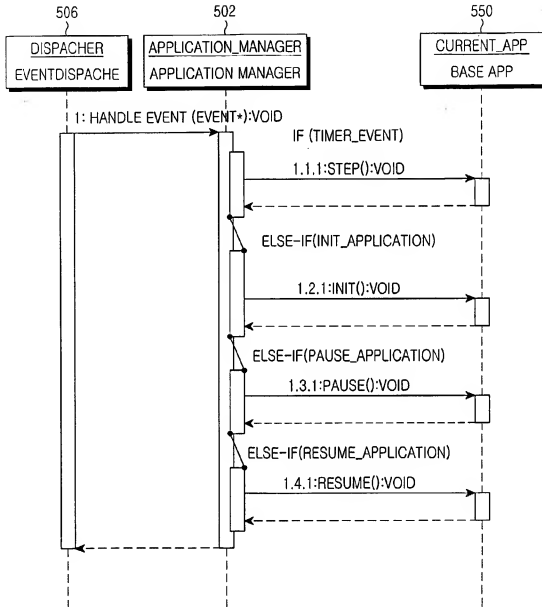 506
502
550
DISPACHER
EVENTDISPACHE
APPLICATION_MANAGER
APPLICATION MANAGER
CURRENT_APP
BASE APP
1: HANDLE EVENT (EVENT*):VOID
IF (TIMER_EVENT)
1.1.1:STEP():VOID
ELSE-IF(INIT_APPLICATION)
1.2.1:INIT():VOID
ELSE-IF(PAUSE_APPLICATION)
1.3.1:PAUSE():VOID
ELSE-IF(RESUME_APPLICATION)
1.4.1:RESUME():VOID